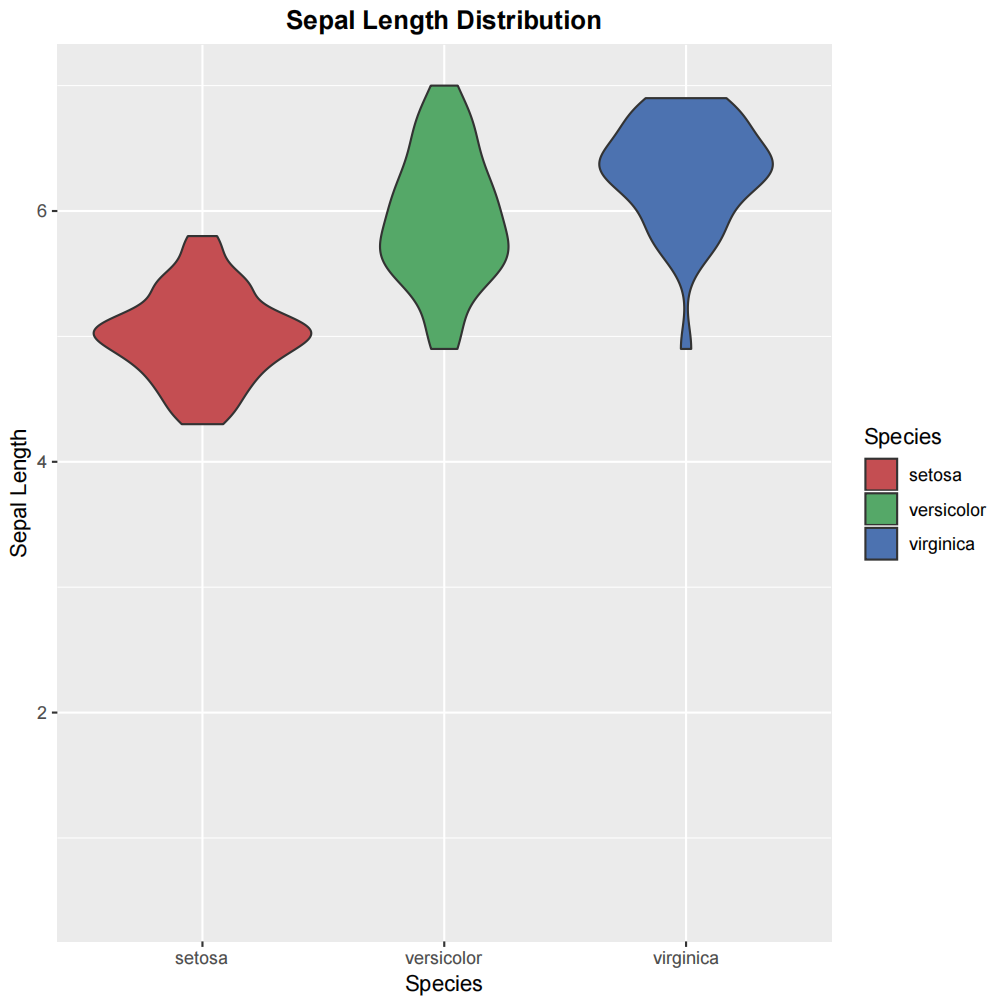 Sepal Length Distribution
Sepal Length
6
4
2
setosa
versicolor
virginica
Species
Species
setosa
versicolor
virginica